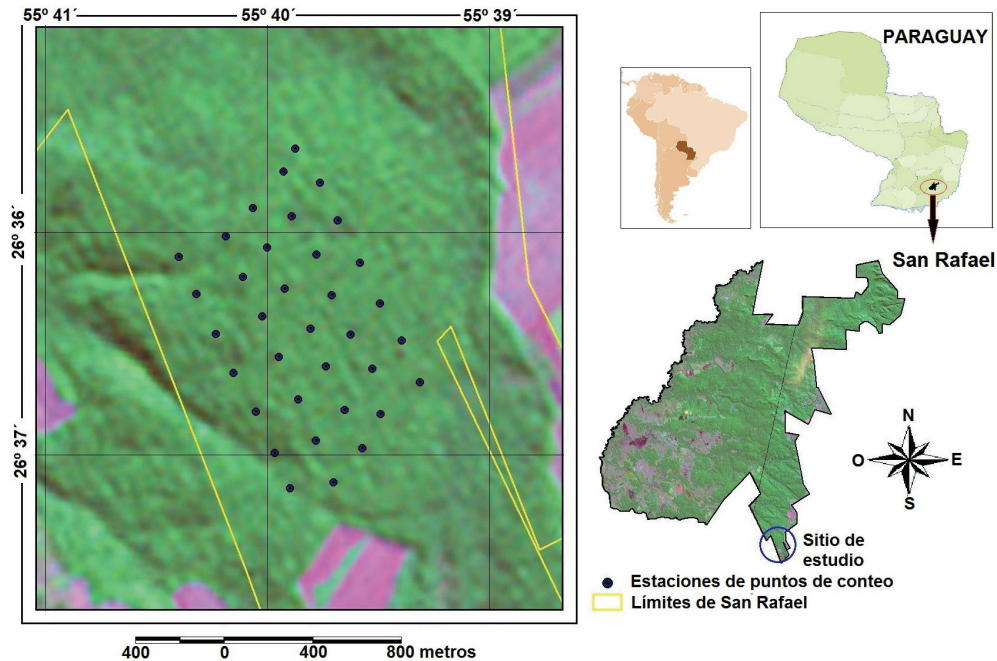 55º 41´ 55º 40´ 55º 39´
26º 36´
26º 37´
400 0 400 800 metros
PARAGUAY
San Rafael
N
O E
S
Sitio de
estudio
Estaciones de puntos de conteo
Límites de San Rafael